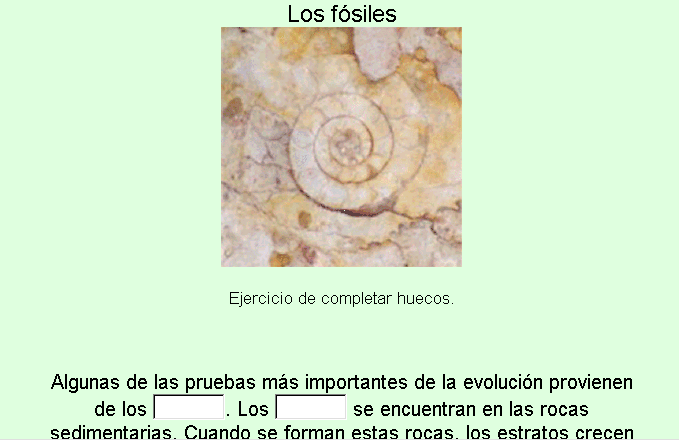 Los fósiles
Ejercicio de completar huecos.
Algunas de las pruebas más importantes de la evolución provienen
de los . Los se encuentran en las rocas
sedimentarias. Cuando se forman estas rocas, los estratos crecen